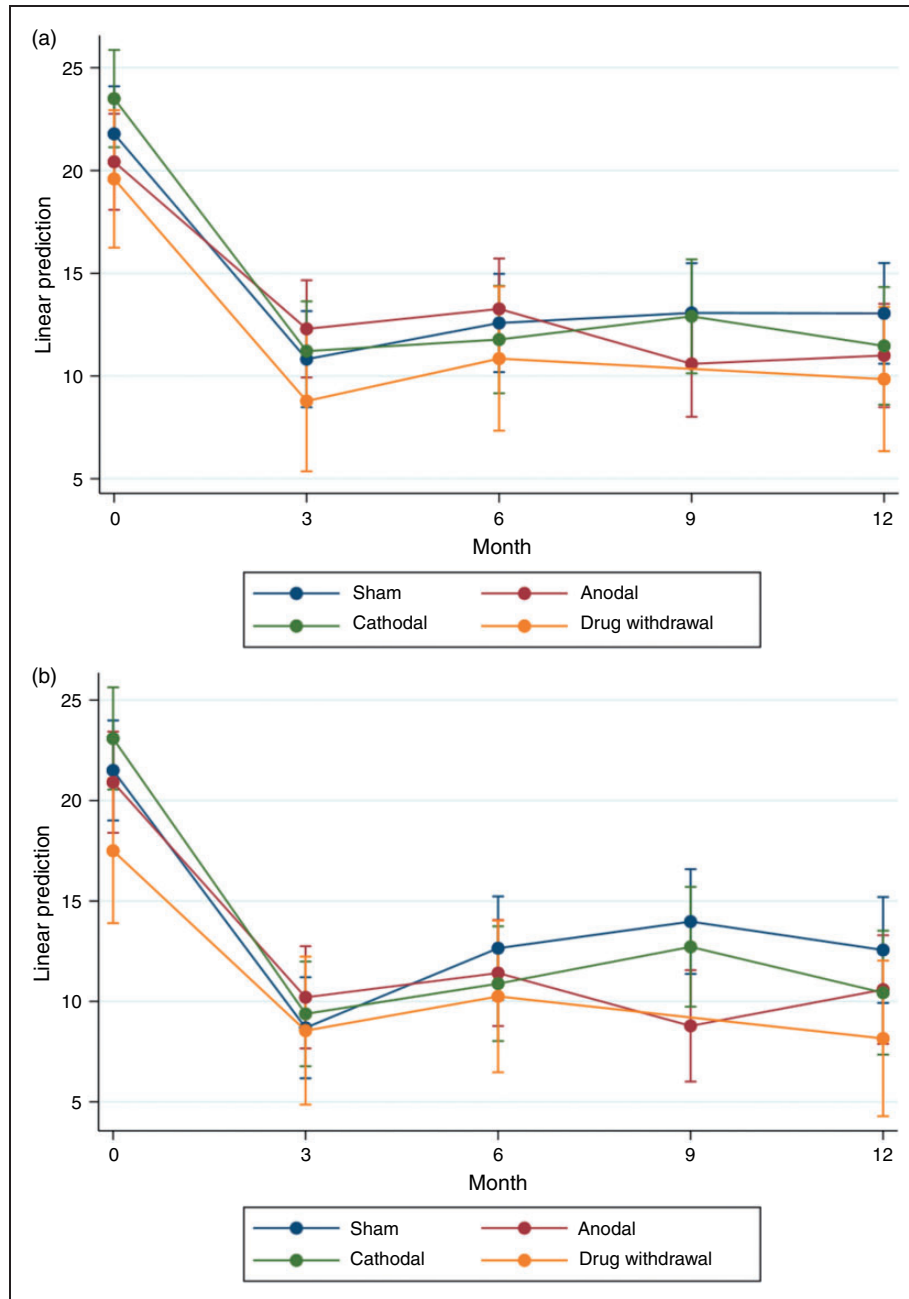 (a)
25
20
15
10
5
Linear prediction
0 3 6 9 12
Month
Sham Anodal
Cathodal Drug withdrawal
(b)
25
20
15
10
5
Linear prediction
0 3 6 9 12
Month
Sham Anodal
Cathodal Drug withdrawal